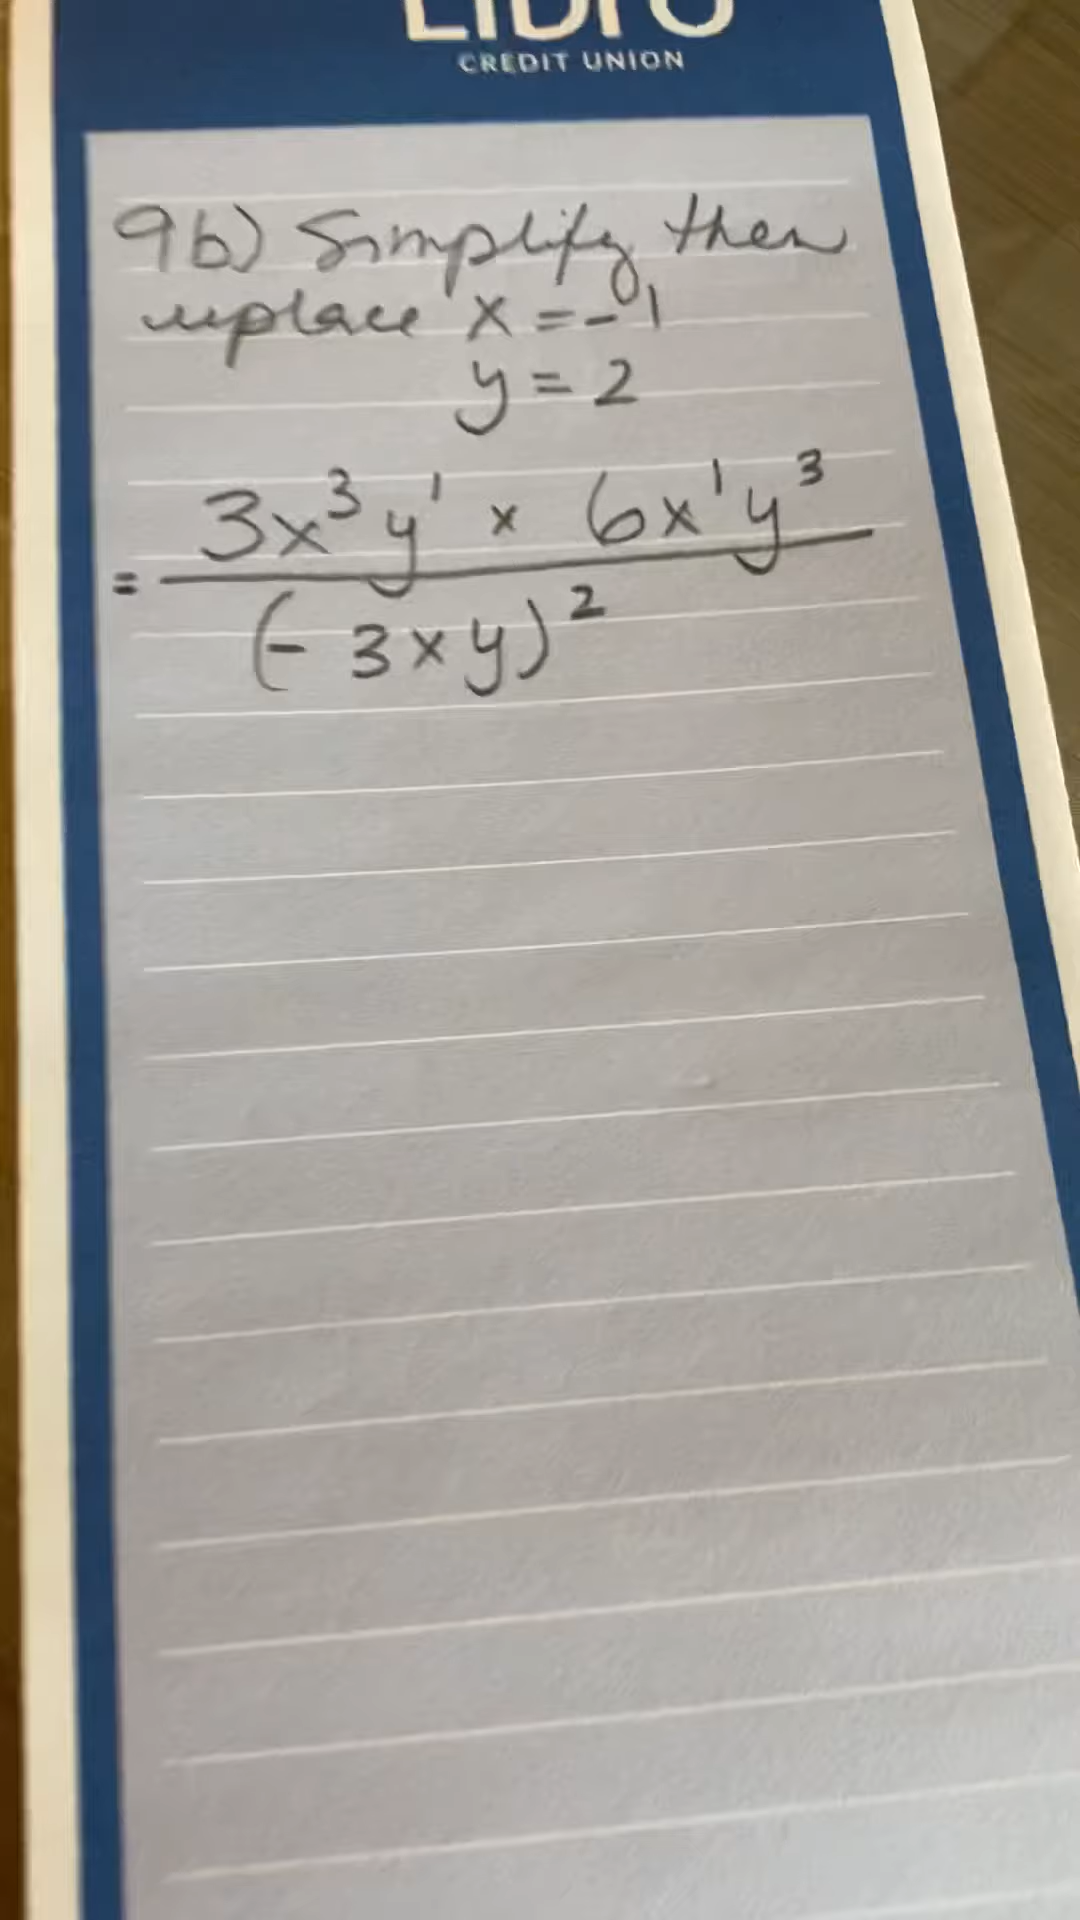 CREDIT UNION
9b) Simplify then
replace x = -1
y = 2
3x³y¹ × 6x¹y³
=
(-3xy)²